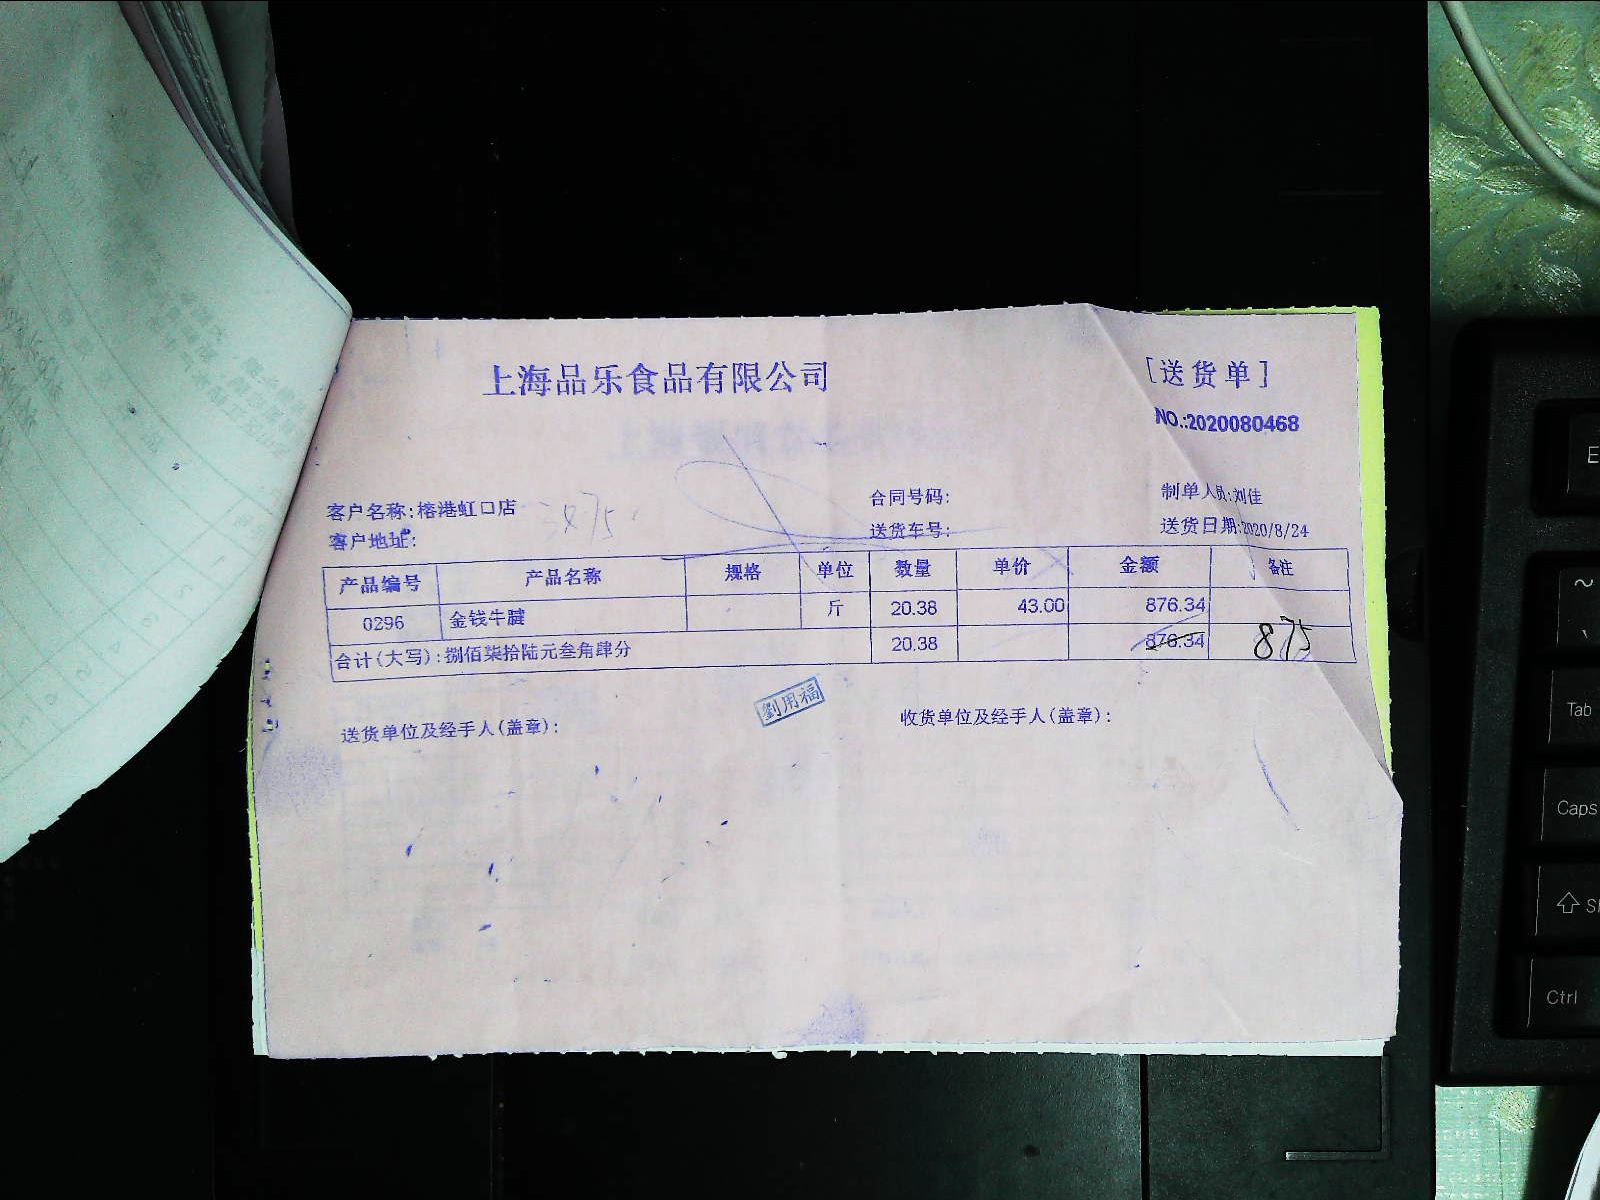 上海品乐食品有限公司
[送货单]
NO.:2020080468
客户名称:榕港虹口店
合同号码:
制单人员:刘佳
客户地址:
送货车号:
送货日期:2020/8/24
产品编号 产品名称 规格 单位 数量 单价 金额 备注
0296 金钱牛腱 斤 20.38 43.00 876.34
合计(大写):捌佰柒拾陆元叁角肆分 20.38 876.34 875
劉用福
送货单位及经手人(盖章):
收货单位及经手人(盖章):
E
~
Tab
Caps
Ctrl